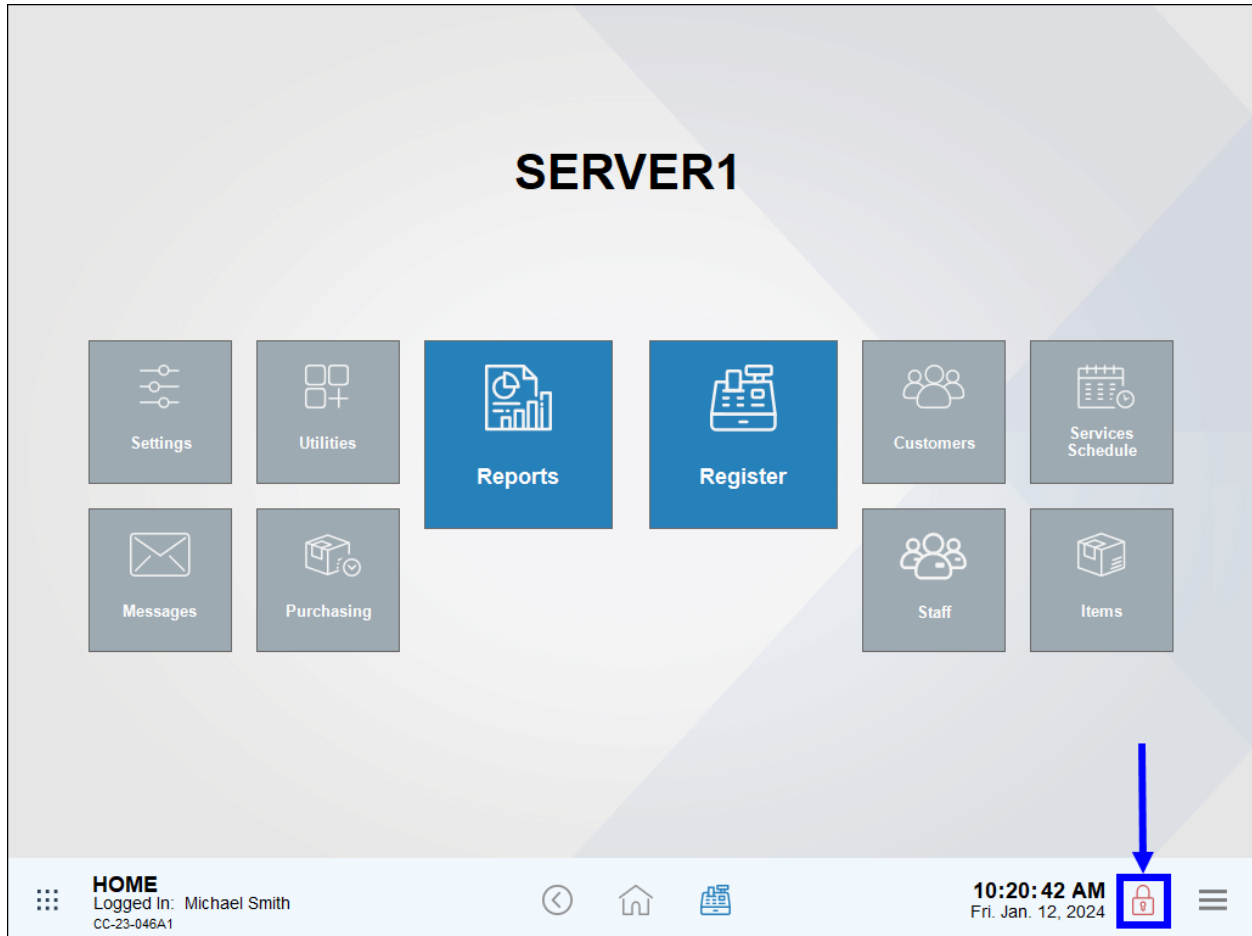 SERVER1
Settings
Utilities
Reports
Register
Customers
Services
Schedule
Messages
Purchasing
Staff
Items
HOME
Logged In: Michael Smith
CC-23-046A1
10:20:42 AM
Fri. Jan. 12, 2024